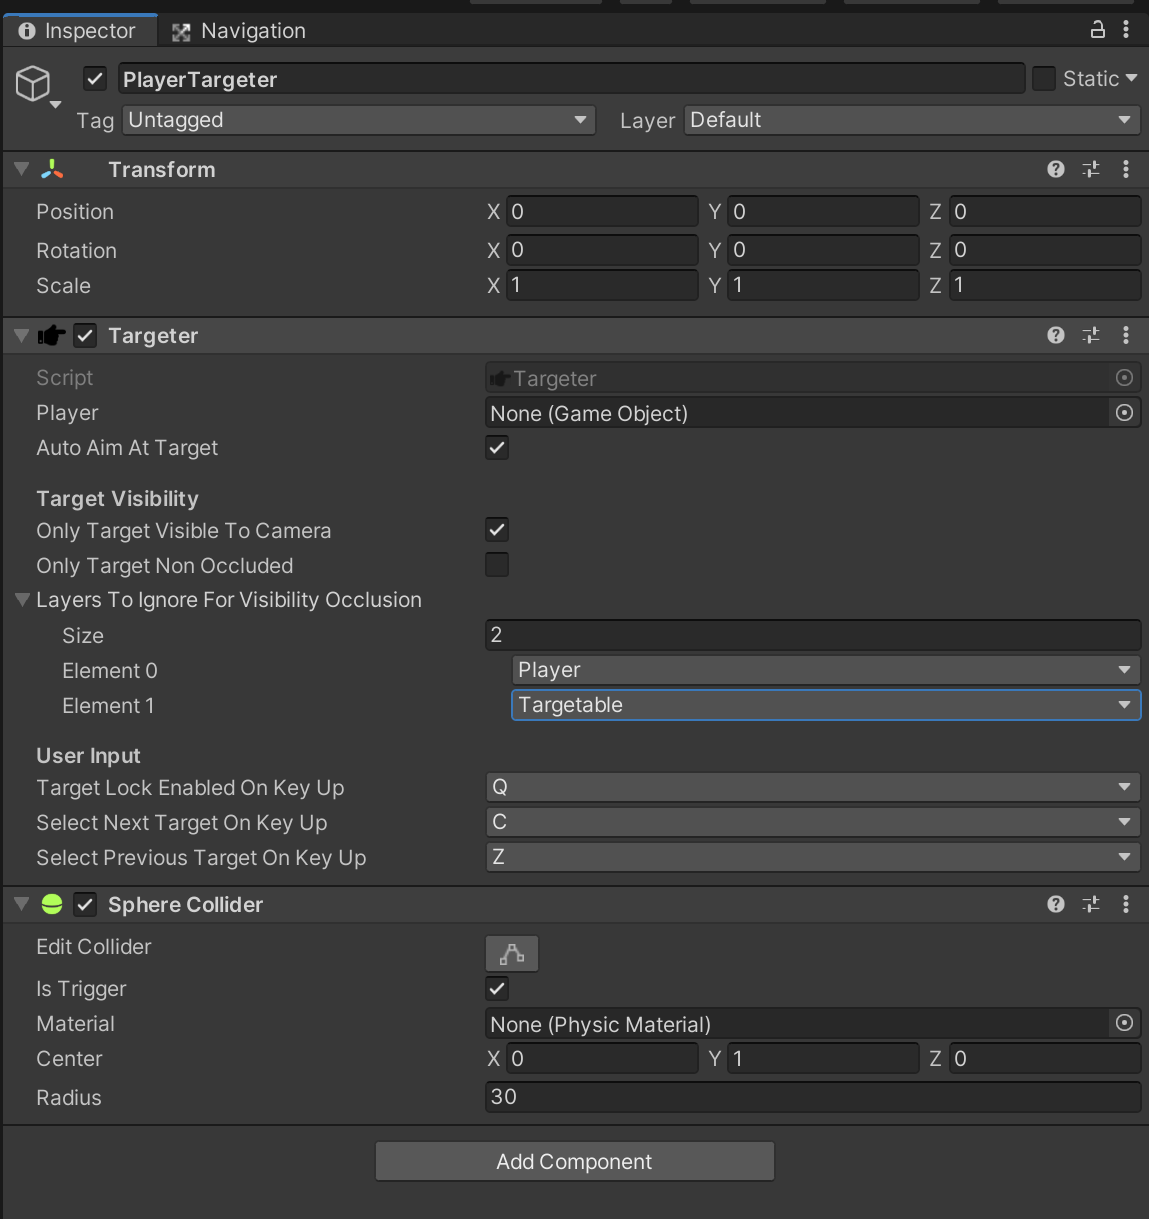 Inspector Navigation
PlayerTargeter Static
Tag Untagged Layer Default
Transform
Position X 0 Y 0 Z 0
Rotation X 0 Y 0 Z 0
Scale X 1 Y 1 Z 1
Targeter
Script Targeter
Player None (Game Object)
Auto Aim At Target
Target Visibility
Only Target Visible To Camera
Only Target Non Occluded
Layers To Ignore For Visibility Occlusion
Size 2
Element 0 Player
Element 1 Targetable
User Input
Target Lock Enabled On Key Up Q
Select Next Target On Key Up C
Select Previous Target On Key Up Z
Sphere Collider
Edit Collider
Is Trigger
Material None (Physic Material)
Center X 0 Y 1 Z 0
Radius 30
Add Component